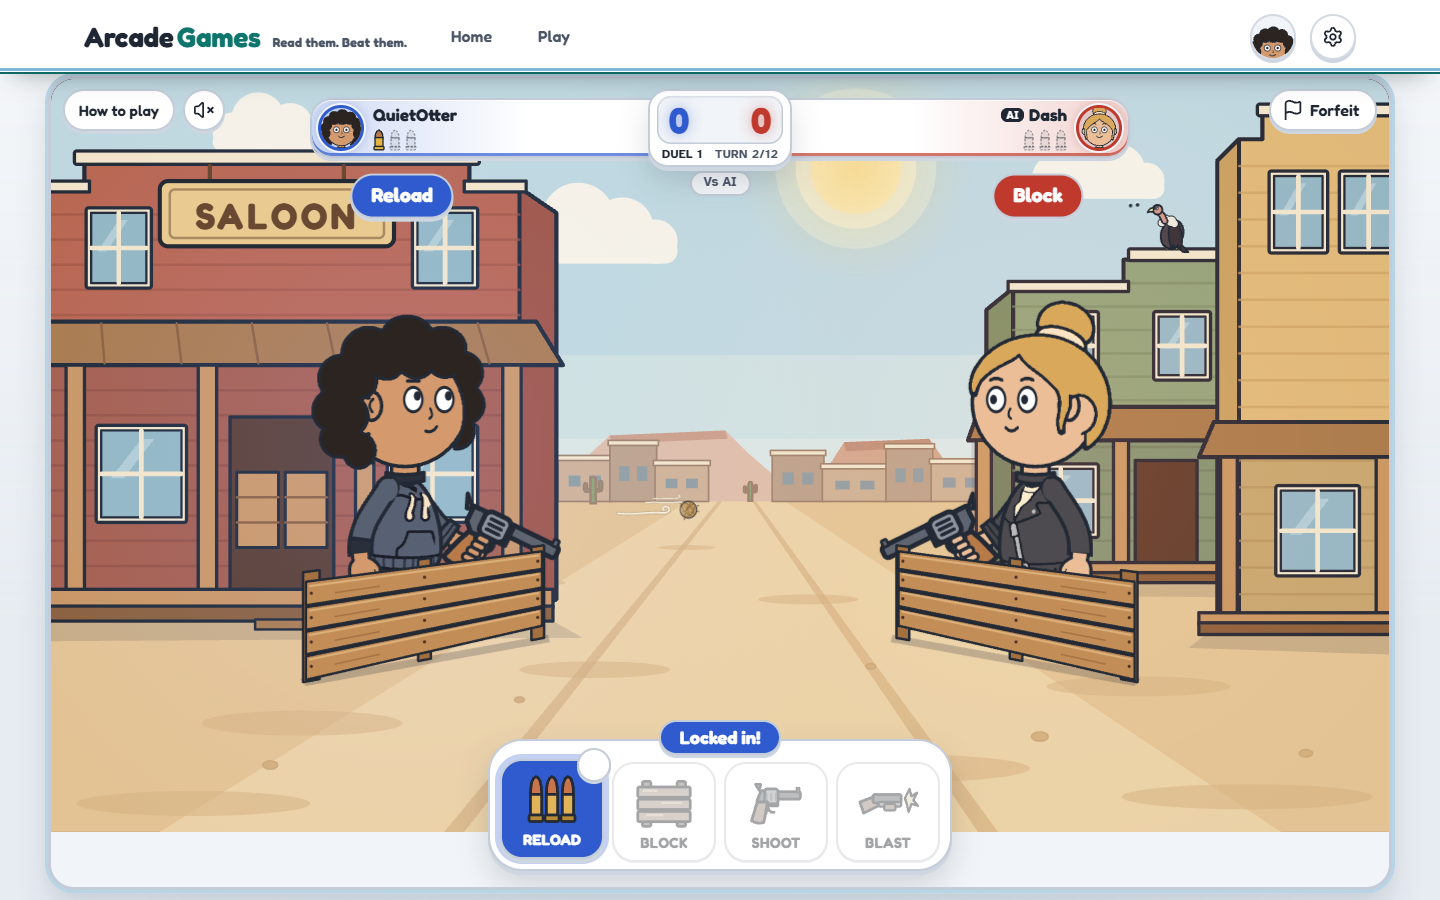 Arcade Games Read them. Beat them. Home Play
How to play
QuietOtter
0 0
DUEL 1 TURN 2/12
AI Dash
Forfeit
Vs AI
Reload
Block
SALOON
Locked in!
RELOAD
BLOCK
SHOOT
BLAST